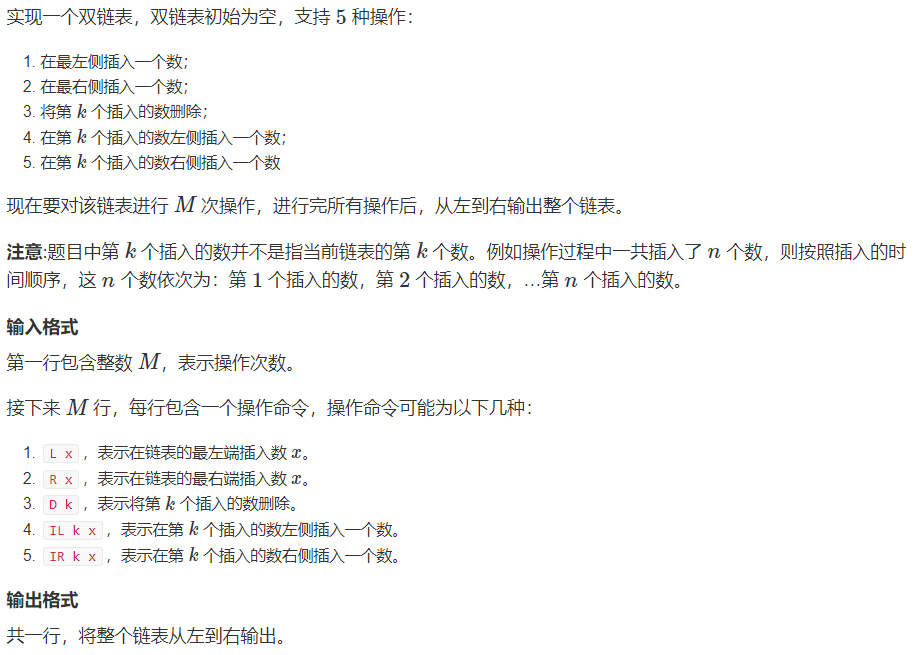 实现一个双链表，双链表初始为空，支持 5 种操作：
1. 在最左侧插入一个数；
2. 在最右侧插入一个数；
3. 将第 k 个插入的数删除；
4. 在第 k 个插入的数左侧插入一个数；
5. 在第 k 个插入的数右侧插入一个数
现在要对该链表进行 M 次操作，进行完所有操作后，从左到右输出整个链表。
注意:题目中第 k 个插入的数并不是指当前链表的第 k 个数。例如操作过程中一共插入了 n 个数，则按照插入的时
间顺序，这 n 个数依次为：第 1 个插入的数，第 2 个插入的数，…第 n 个插入的数。
输入格式
第一行包含整数 M，表示操作次数。
接下来 M 行，每行包含一个操作命令，操作命令可能为以下几种：
1. L x ，表示在链表的最左端插入数 x。
2. R x ，表示在链表的最右端插入数 x。
3. D k ，表示将第 k 个插入的数删除。
4. IL k x ，表示在第 k 个插入的数左侧插入一个数。
5. IR k x ，表示在第 k 个插入的数右侧插入一个数。
输出格式
共一行，将整个链表从左到右输出。